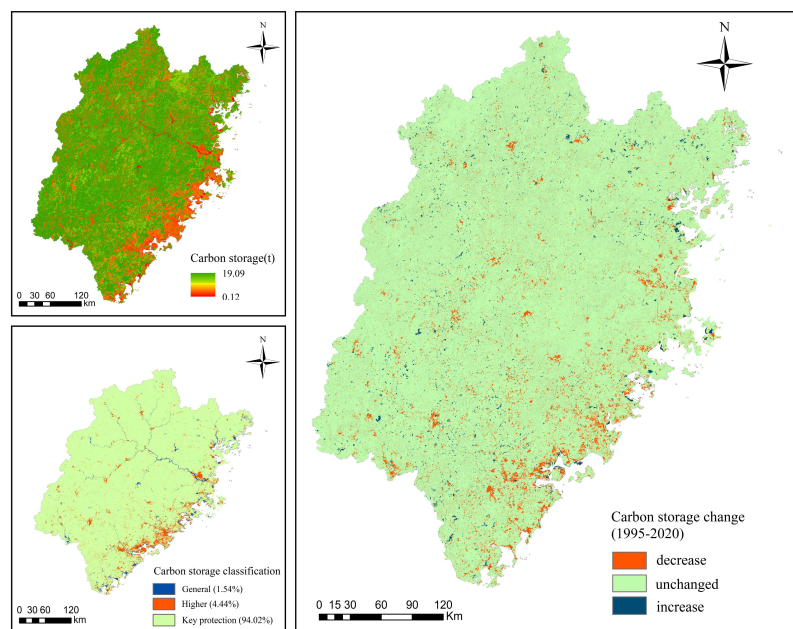 N
Carbon storage(t)
19.09
0.12
0 30 60 120
km
N
Carbon storage classification
General (1.54%)
Higher (4.44%)
Key protection (94.02%)
0 30 60 120
km
N
Carbon storage change
(1995-2020)
decrease
unchanged
increase
0 15 30 60 90 120
Km